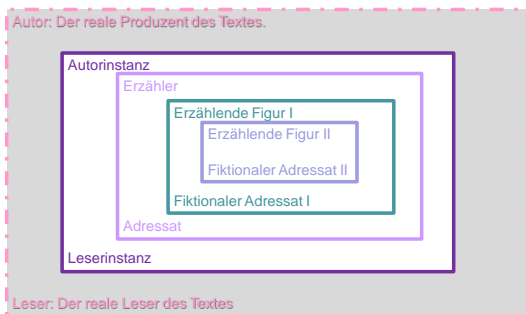 Autor: Der reale Produzent des Textes.
Autorinstanz
Erzähler
Erzählende Figur I
Erzählende Figur II
Fiktionaler Adressat II
Fiktionaler Adressat I
Adressat
Leserinstanz
Leser: Der reale Leser des Textes